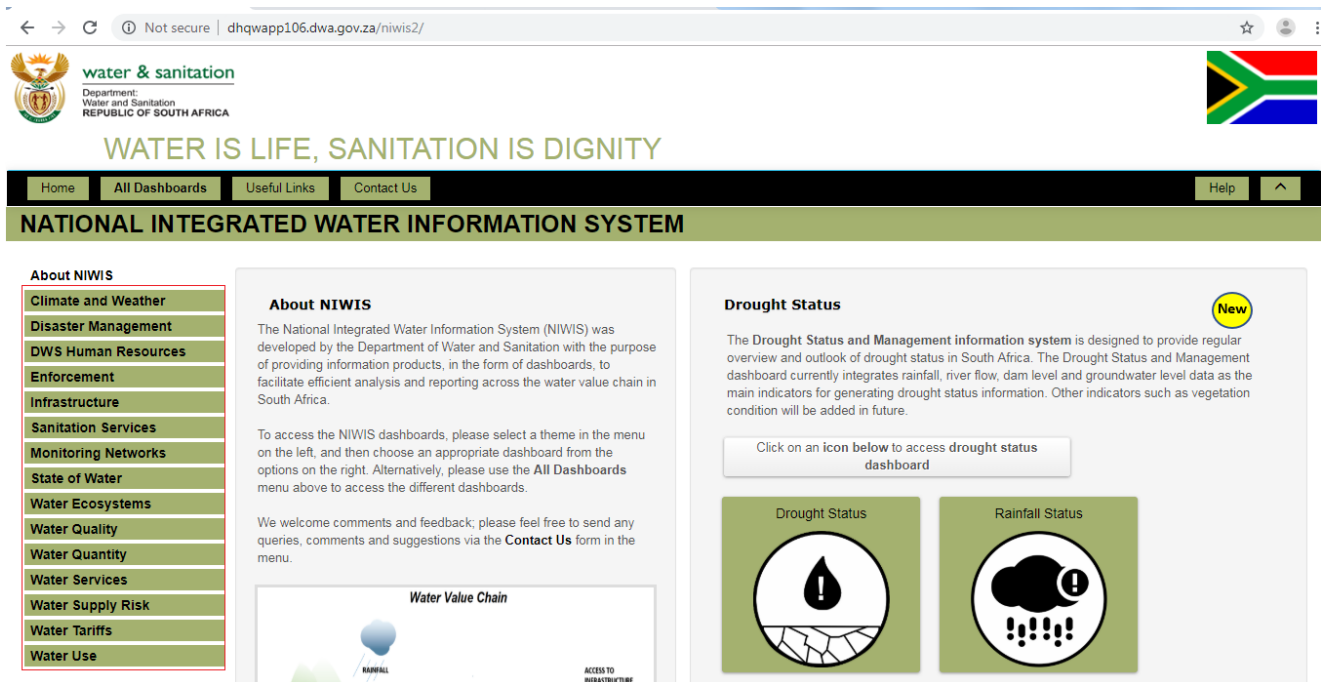 Not secure | dhqwapp106.dwa.gov.za/niwis2/
water & sanitation
Department:
Water and Sanitation
REPUBLIC OF SOUTH AFRICA
WATER IS LIFE, SANITATION IS DIGNITY
Home
All Dashboards
Useful Links
Contact Us
Help
NATIONAL INTEGRATED WATER INFORMATION SYSTEM
About NIWIS
Climate and Weather
Disaster Management
DWS Human Resources
Enforcement
Infrastructure
Sanitation Services
Monitoring Networks
State of Water
Water Ecosystems
Water Quality
Water Quantity
Water Services
Water Supply Risk
Water Tariffs
Water Use
About NIWIS
The National Integrated Water Information System (NIWIS) was
developed by the Department of Water and Sanitation with the purpose
of providing information products, in the form of dashboards, to
facilitate efficient analysis and reporting across the water value chain in
South Africa.
To access the NIWIS dashboards, please select a theme in the menu
on the left, and then choose an appropriate dashboard from the
options on the right. Alternatively, please use the All Dashboards
menu above to access the different dashboards.
We welcome comments and feedback; please feel free to send any
queries, comments and suggestions via the Contact Us form in the
menu.
Water Value Chain
RAINFALL
ACCESS TO
INFRASTRUCTURE
Drought Status
New
The Drought Status and Management information system is designed to provide regular
overview and outlook of drought status in South Africa. The Drought Status and Management
dashboard currently integrates rainfall, river flow, dam level and groundwater level data as the
main indicators for generating drought status information. Other indicators such as vegetation
condition will be added in future.
Click on an icon below to access drought status
dashboard
Drought Status
Rainfall Status